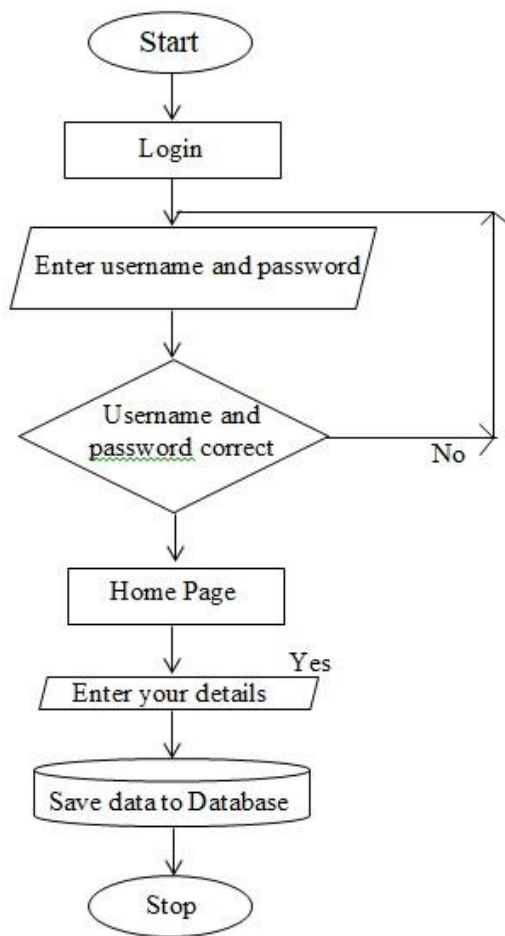 Start
Login
Enter username and password
Username and
password correct
No
Home Page
Yes
Enter your details
Save data to Database
Stop